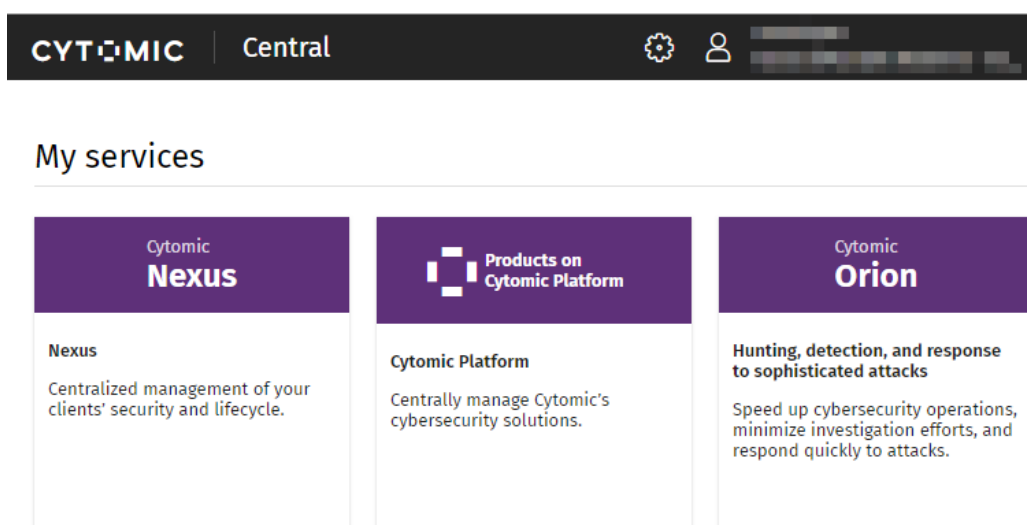 CYTOMIC Central
My services
Cytomic
Nexus
Nexus
Centralized management of your
clients' security and lifecycle.
Products on
Cytomic Platform
Cytomic Platform
Centrally manage Cytomic's
cybersecurity solutions.
Cytomic
Orion
Hunting, detection, and response
to sophisticated attacks
Speed up cybersecurity operations,
minimize investigation efforts, and
respond quickly to attacks.